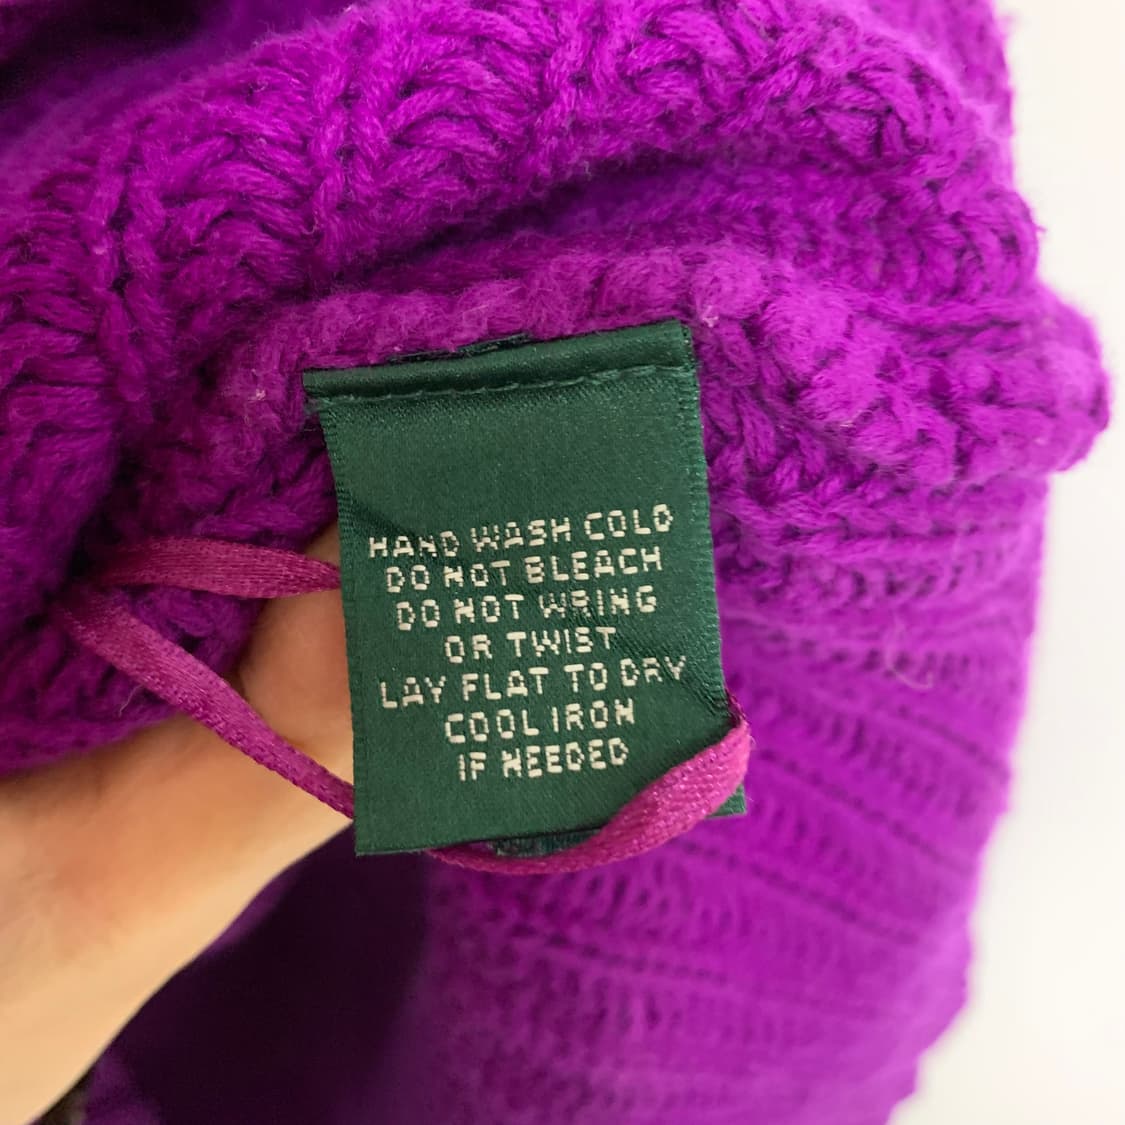 HAND WASH COLD
DO NOT BLEACH
DO NOT WRING
OR TWIST
LAY FLAT TO DRY
COOL IRON
IF NEEDED